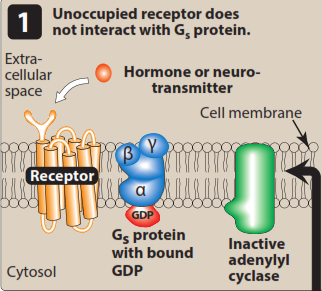 1
Unoccupied receptor does
not interact with Gs protein.
Extra-
cellular
space
Hormone or neuro-
transmitter
Cell membrane
β
γ
α
Receptor
GDP
Gs protein
with bound
GDP
Inactive
adenylyl
cyclase
Cytosol